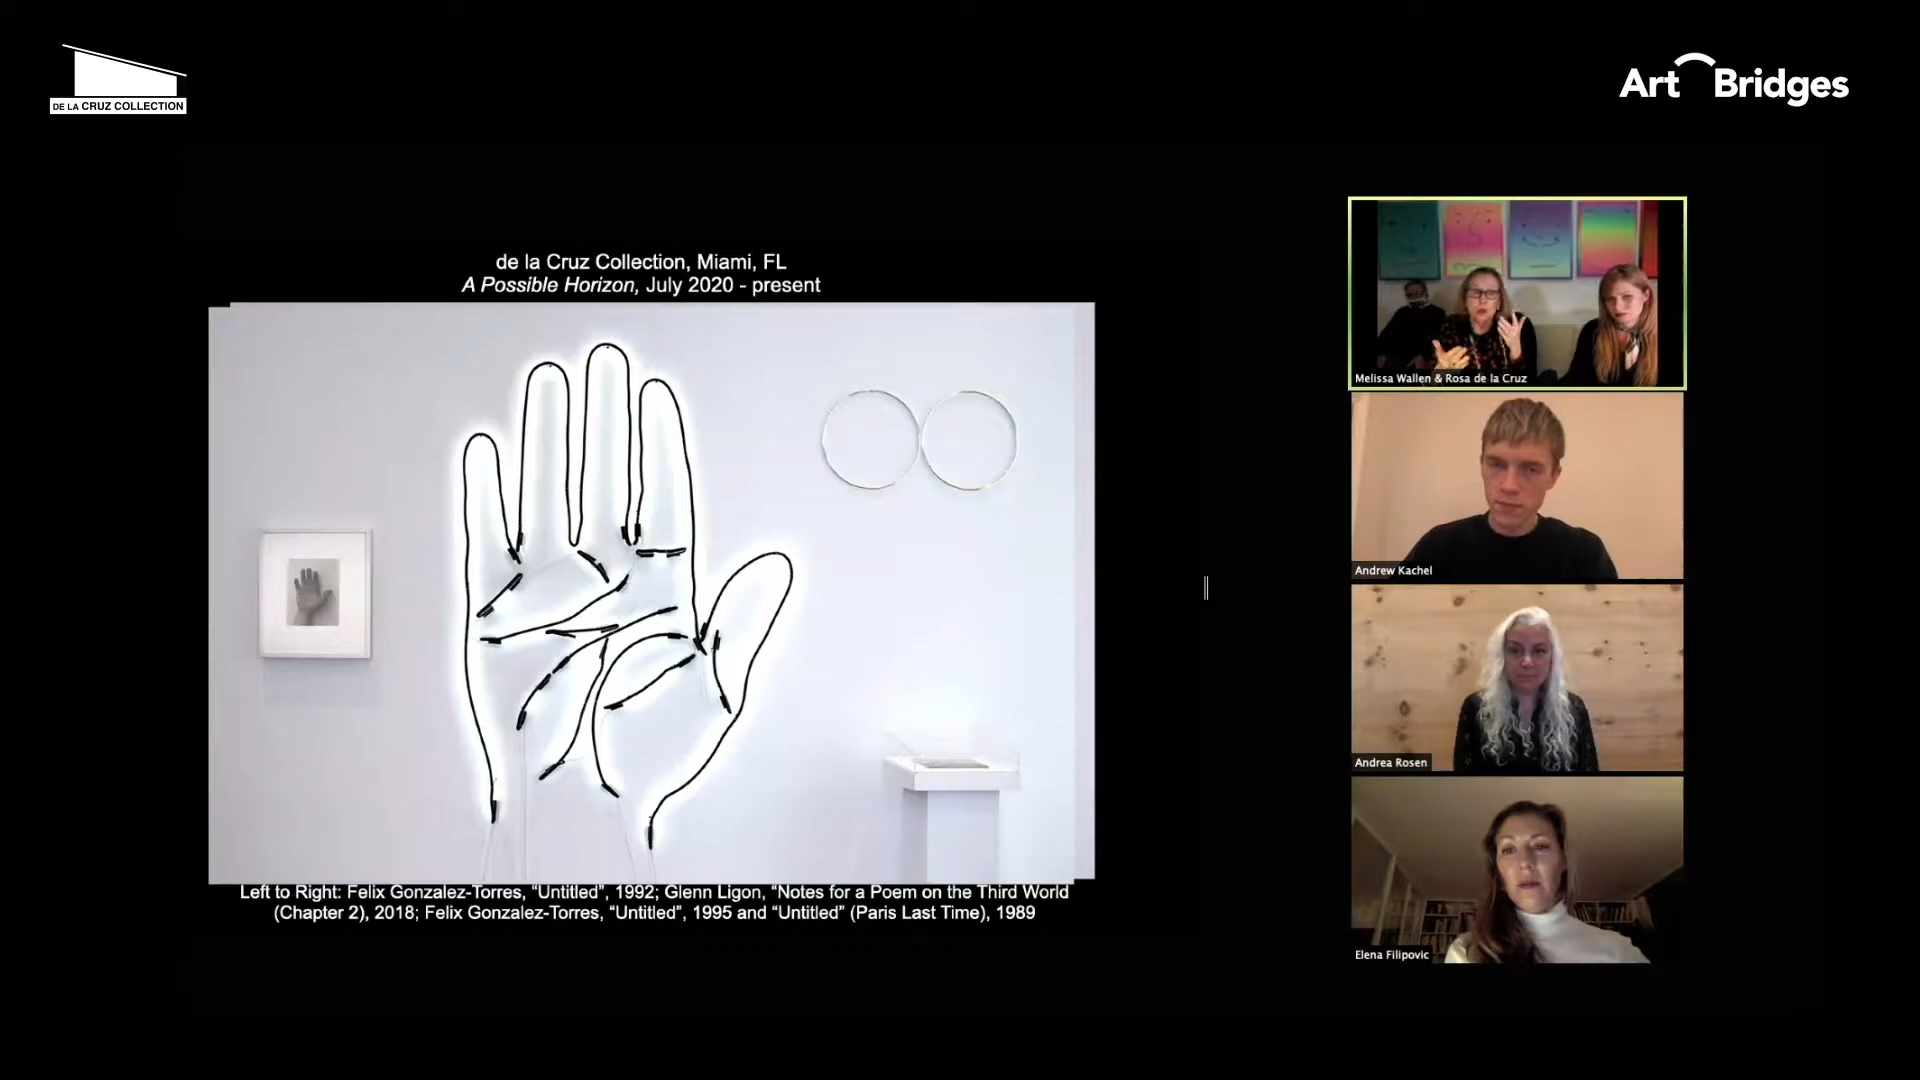 DE LA CRUZ COLLECTION
Art Bridges
de la Cruz Collection, Miami, FL
A Possible Horizon, July 2020 - present
Left to Right: Felix Gonzalez-Torres, “Untitled”, 1992; Glenn Ligon, “Notes for a Poem on the Third World
(Chapter 2), 2018; Felix Gonzalez-Torres, “Untitled”, 1995 and “Untitled” (Paris Last Time), 1989
Melissa Wallen & Rosa de la Cruz
Andrew Kachel
Andrea Rosen
Elena Filipovic